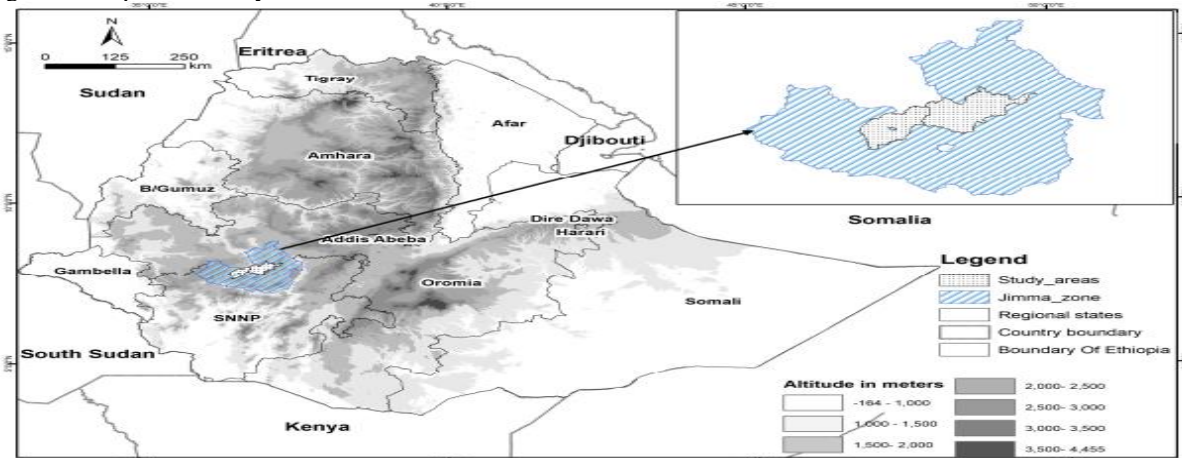 N
0 125 250
km
Eritrea
Sudan
Tigray
Afar
Djibouti
Amhara
B/Gumuz
Somalia
Dire Dawa
Harari
Addis Abeba
Gambella
Oromia
Somali
SNNP
South Sudan
Kenya
Legend
Study_areas
Jimma_zone
Regional states
Country boundary
Boundary Of Ethiopia
Altitude in meters
-164 - 1,000
1,000 - 1,500
1,500- 2,000
2,000- 2,500
2,500- 3,000
3,000- 3,500
3,500- 4,455